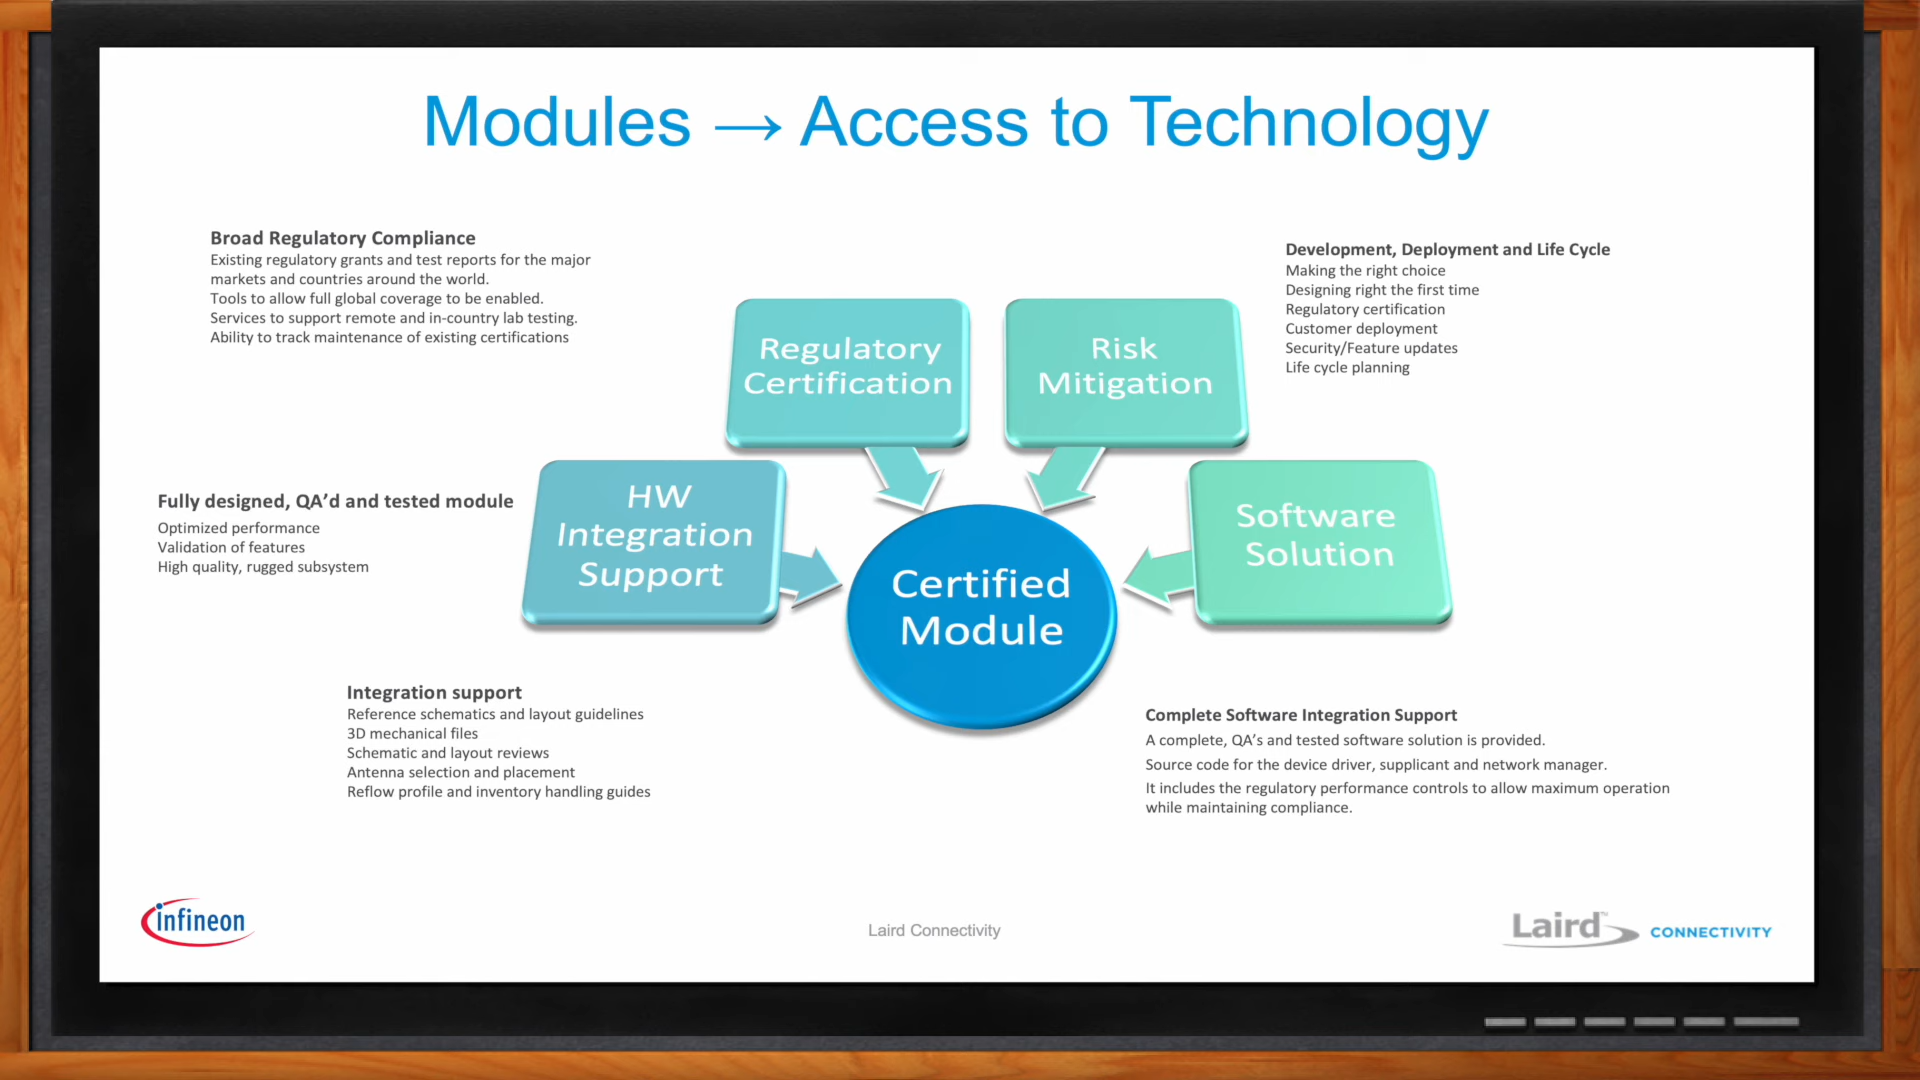 Modules → Access to Technology
Broad Regulatory Compliance
Existing regulatory grants and test reports for the major
markets and countries around the world.
Tools to allow full global coverage to be enabled.
Services to support remote and in-country lab testing.
Ability to track maintenance of existing certifications
Development, Deployment and Life Cycle
Making the right choice
Designing right the first time
Regulatory certification
Customer deployment
Security/Feature updates
Life cycle planning
Regulatory
Certification
Risk
Mitigation
Fully designed, QA’d and tested module
Optimized performance
Validation of features
High quality, rugged subsystem
HW
Integration
Support
Software
Solution
Certified
Module
Integration support
Reference schematics and layout guidelines
3D mechanical files
Schematic and layout reviews
Antenna selection and placement
Reflow profile and inventory handling guides
Complete Software Integration Support
A complete, QA’s and tested software solution is provided.
Source code for the device driver, supplicant and network manager.
It includes the regulatory performance controls to allow maximum operation
while maintaining compliance.
infineon
Laird Connectivity
Laird™ CONNECTIVITY